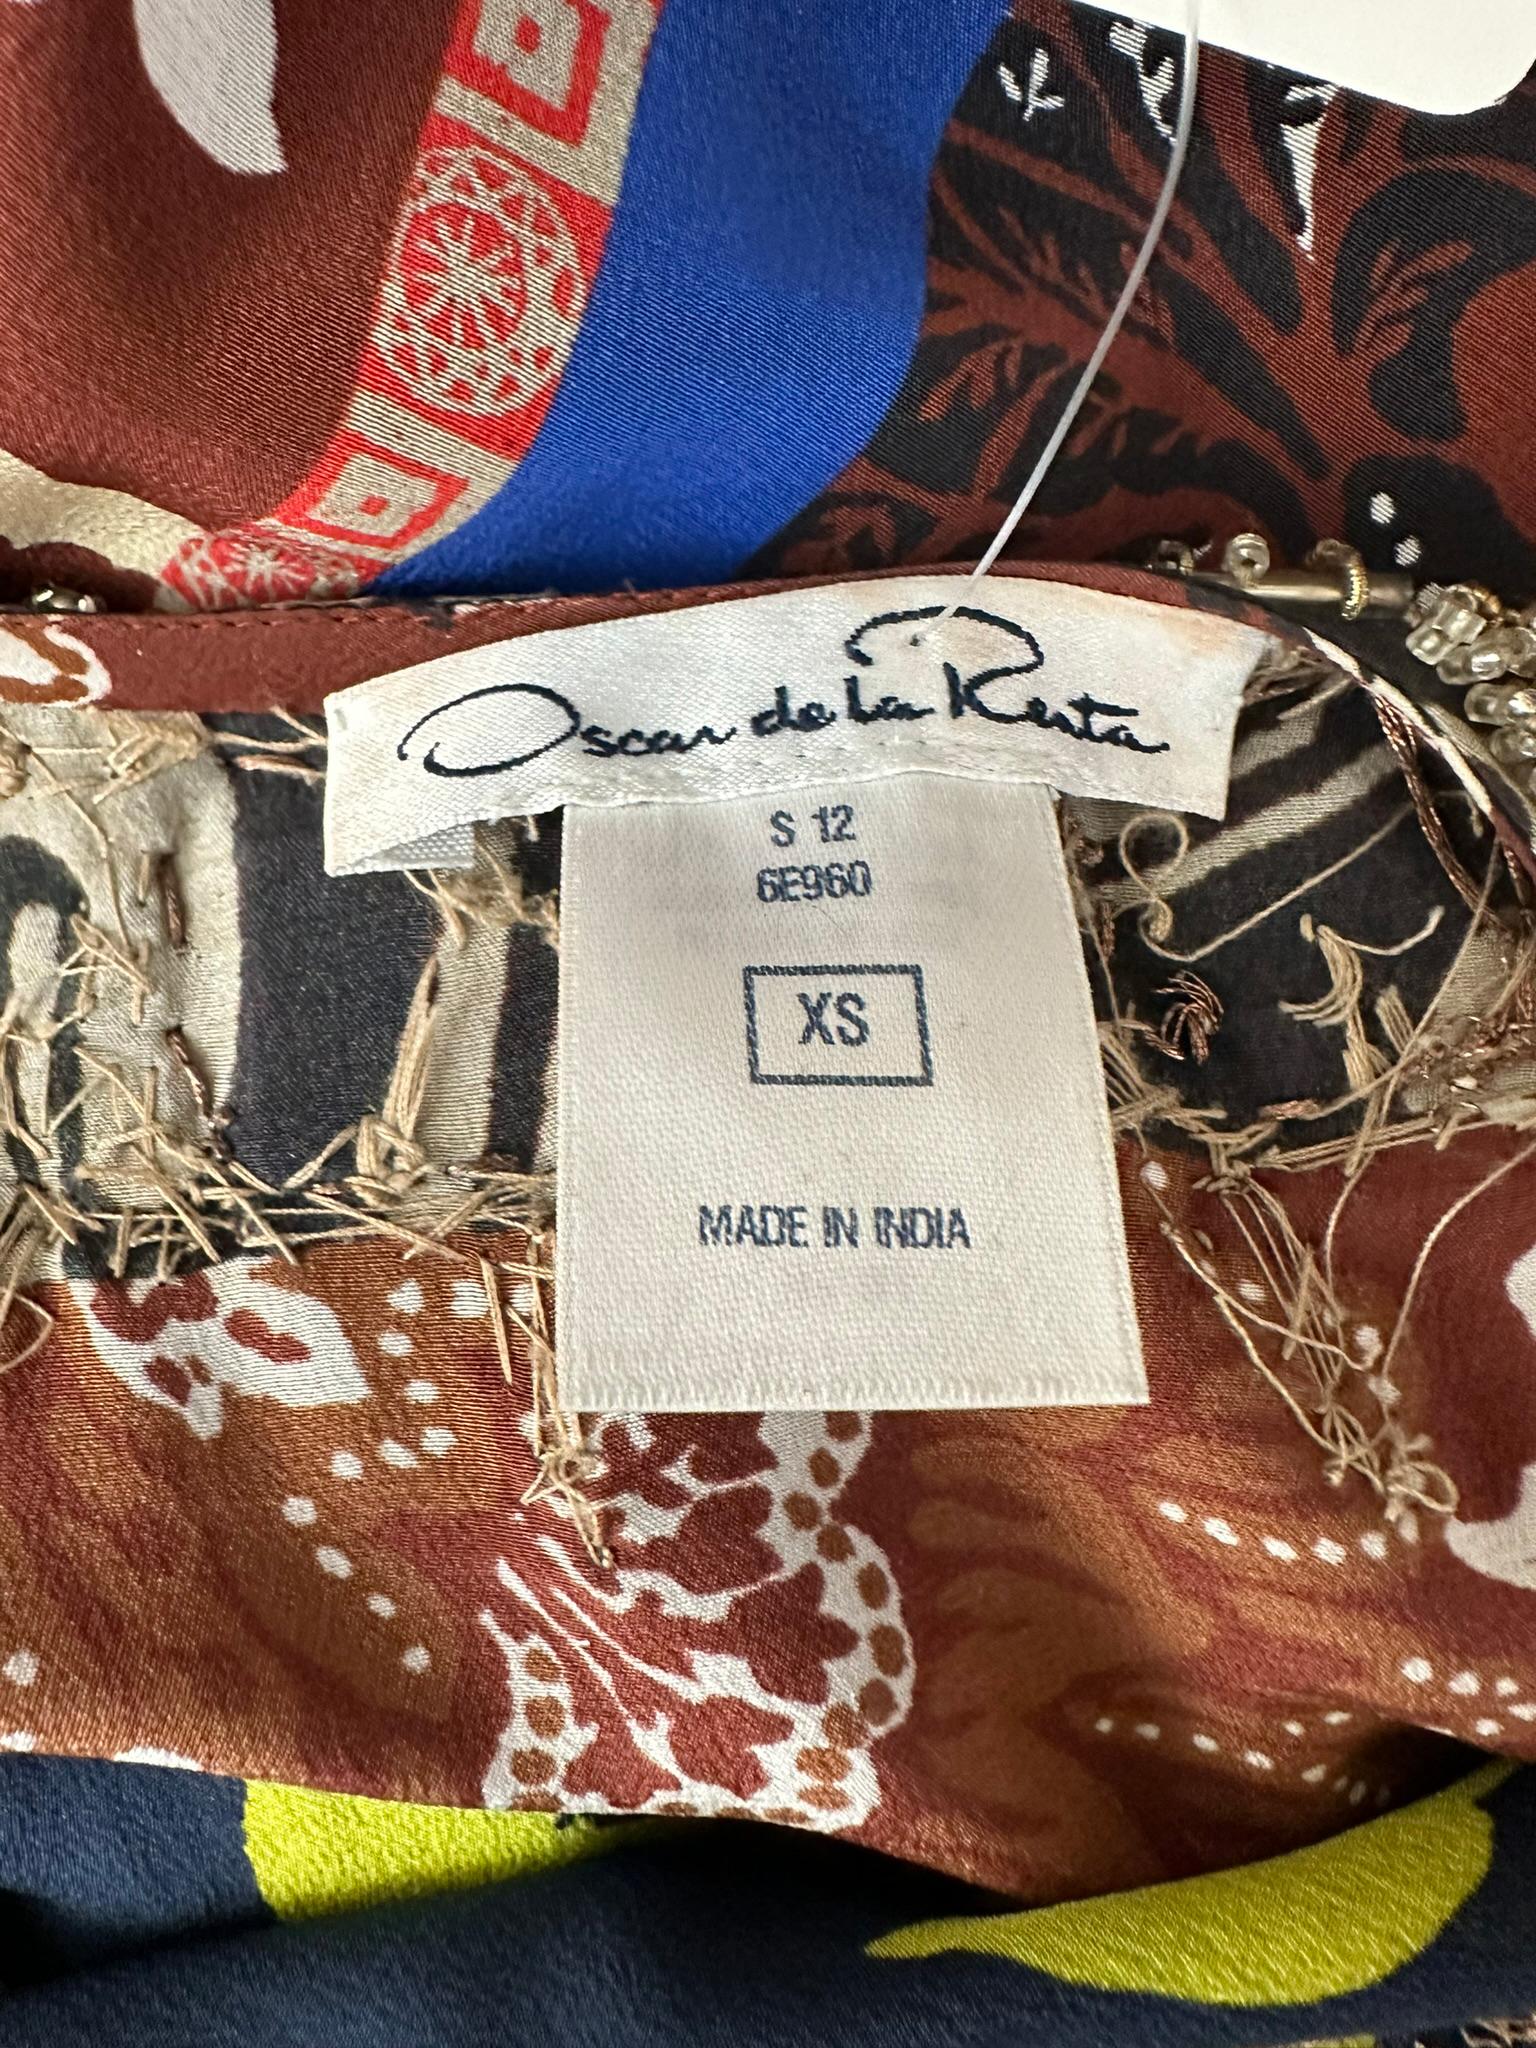 Oscar de la Renta
S 12
6E960
XS
MADE IN INDIA